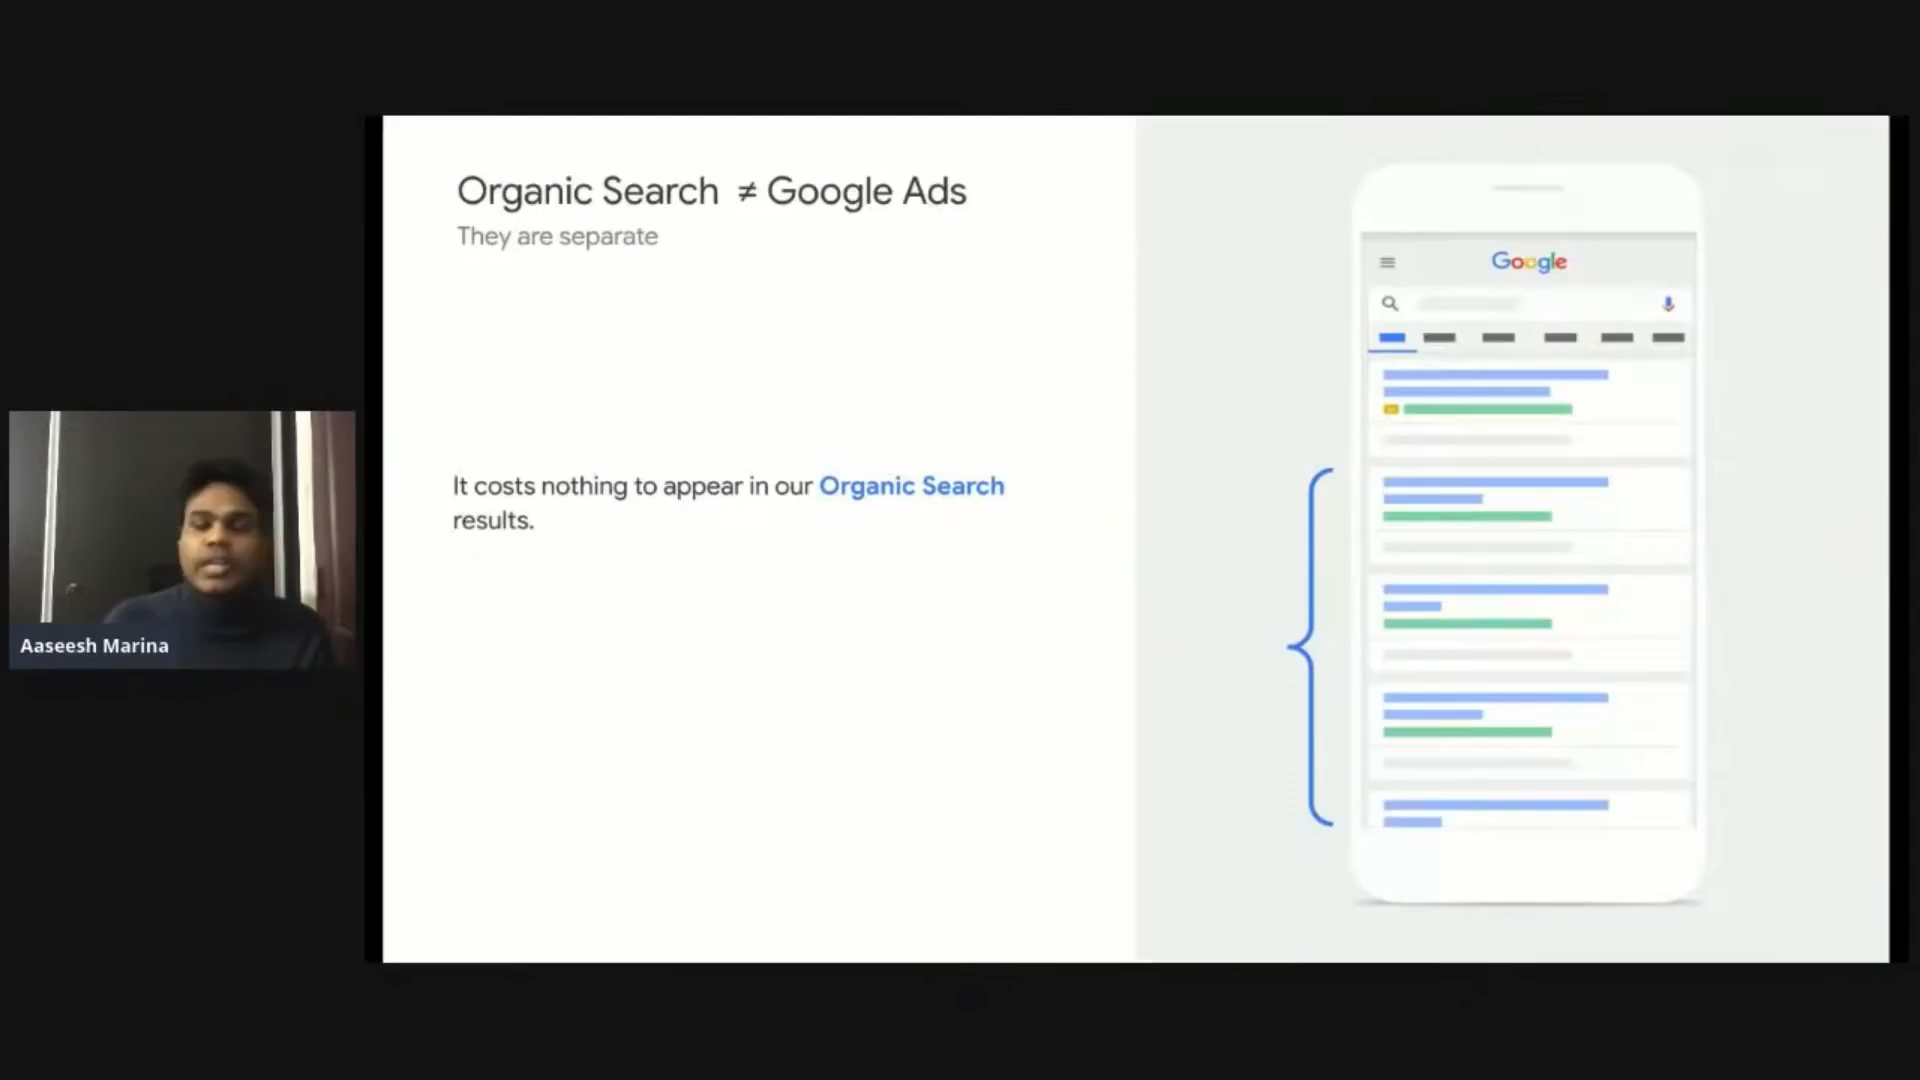 Organic Search ≠ Google Ads
They are separate
It costs nothing to appear in our Organic Search
results.
Google
Aaseesh Marina